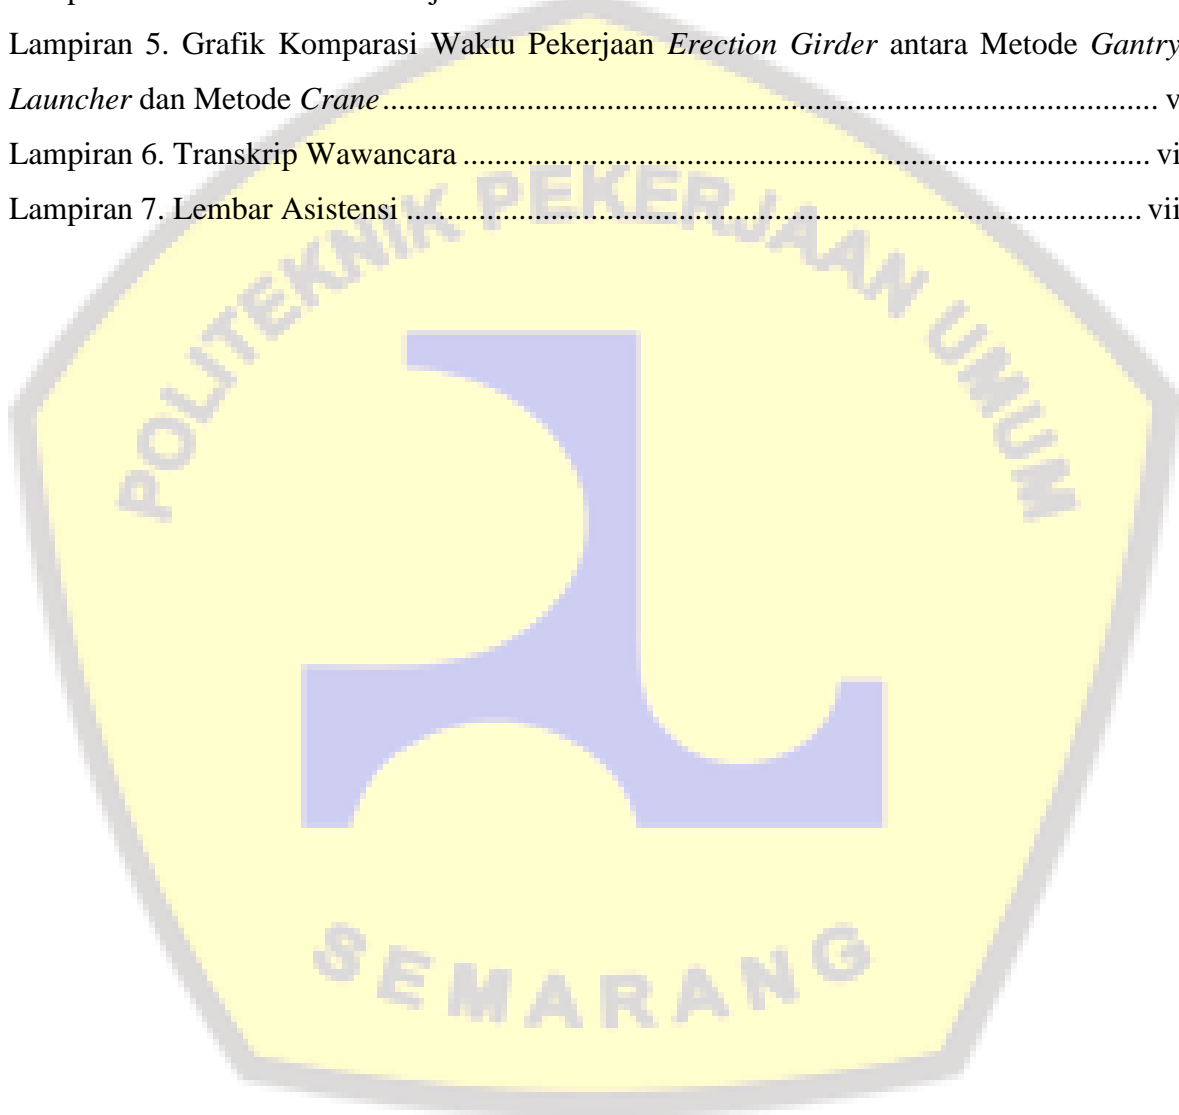 Lampiran 5. Grafik Komparasi Waktu Pekerjaan Erection Girder antara Metode Gantry
Launcher dan Metode Crane.................................................................................................. v
Lampiran 6. Transkrip Wawancara ...................................................................................... vi
Lampiran 7. Lembar Asistensi ............................................................................................ vii
POLITEKNIK PEKERJAAN UMUM
SEMARANG